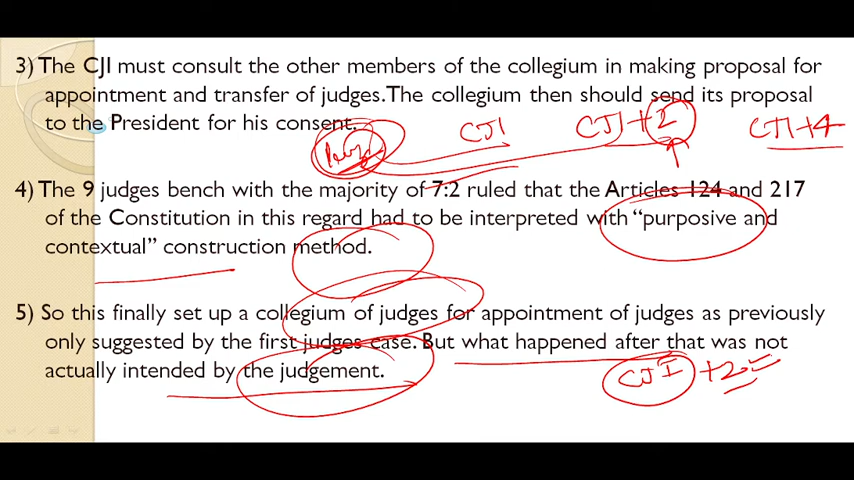 3) The CJI must consult the other members of the collegium in making proposal for
appointment and transfer of judges. The collegium then should send its proposal
to the President for his consent.
CJI
CJI + 2
CJI + 4
4) The 9 judges bench with the majority of 7:2 ruled that the Articles 124 and 217
of the Constitution in this regard had to be interpreted with “purposive and
contextual” construction method.
5) So this finally set up a collegium of judges for appointment of judges as previously
only suggested by the first judges case. But what happened after that was not
actually intended by the judgement.
CJI + 2